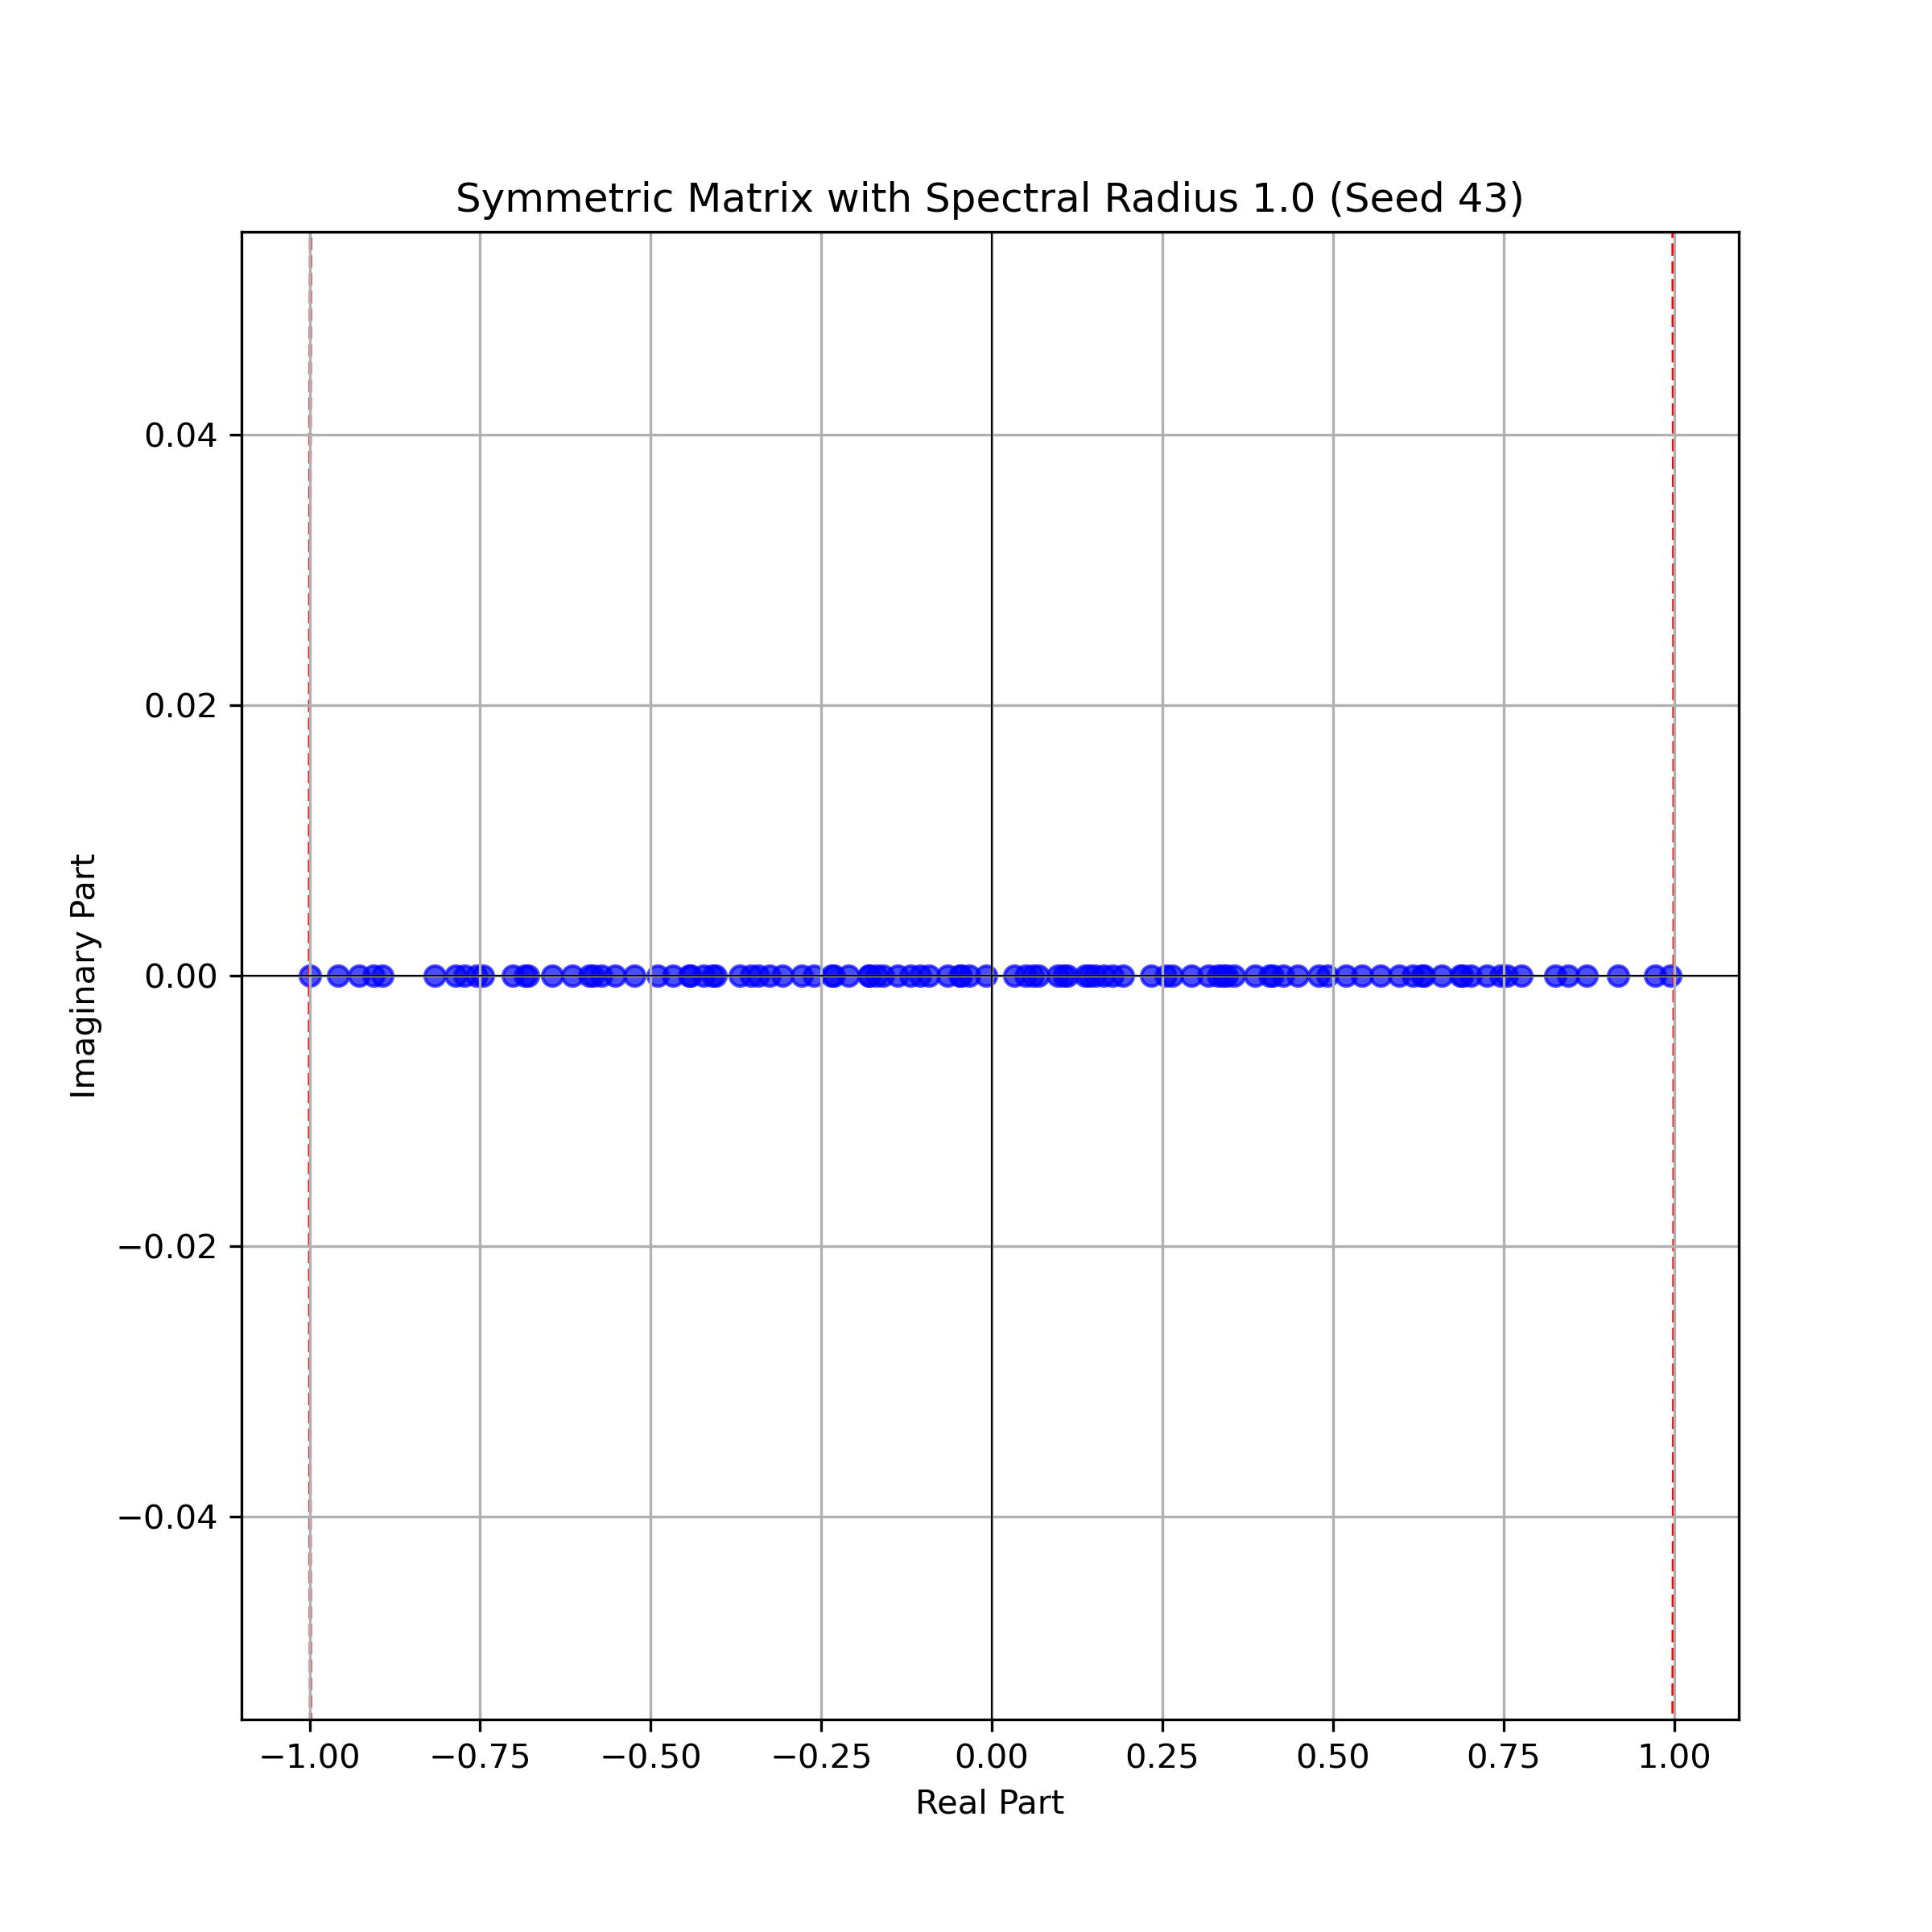 Symmetric Matrix with Spectral Radius 1.0 (Seed 43)
Imaginary Part
0.04
0.02
0.00
−0.02
−0.04
−1.00 −0.75 −0.50 −0.25 0.00 0.25 0.50 0.75 1.00
Real Part